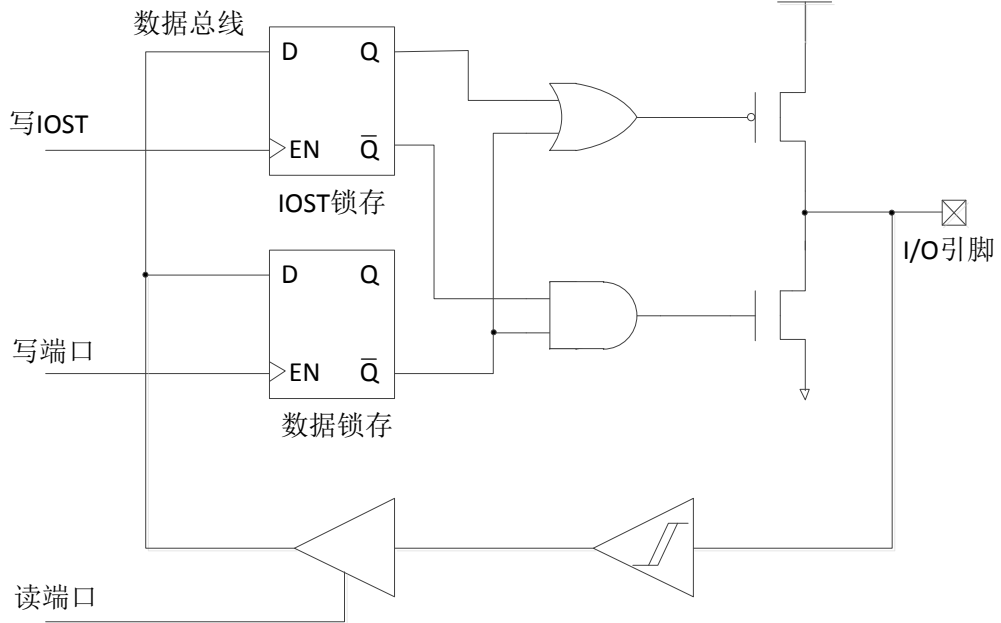 数据总线
D Q
写IOST
EN Q̅
IOST锁存
I/O引脚
D Q
写端口
EN Q̅
数据锁存
读端口